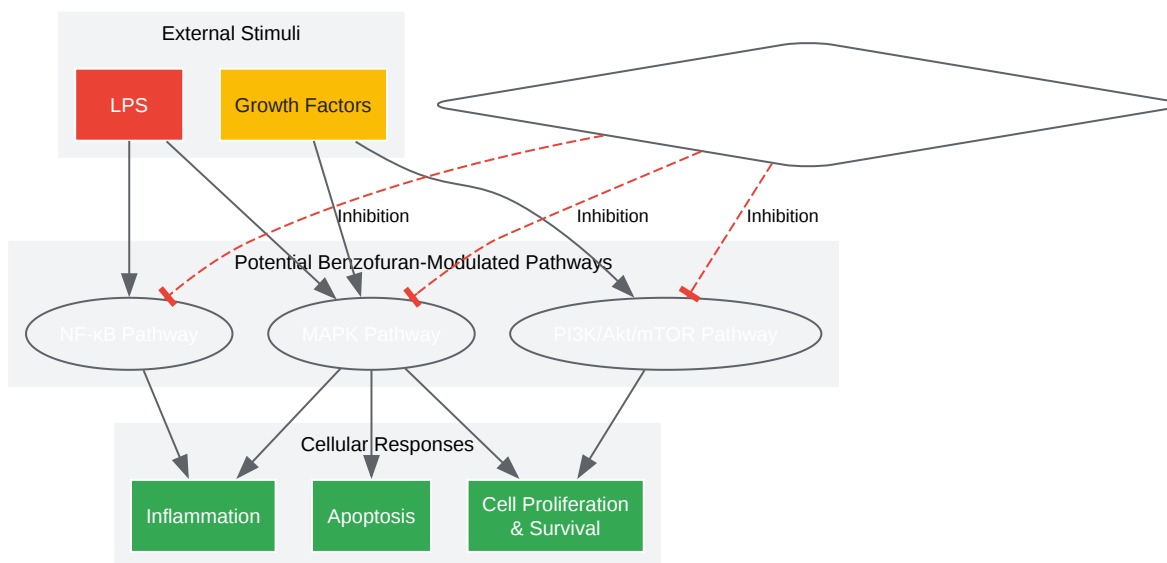 External Stimuli
LPS
Growth Factors
Inhibition
Inhibition
Inhibition
Potential Benzofuran-Modulated Pathways
NF-κB Pathway
MAPK Pathway
PI3K/Akt/mTOR Pathway
Cellular Responses
Inflammation
Apoptosis
Cell Proliferation
& Survival